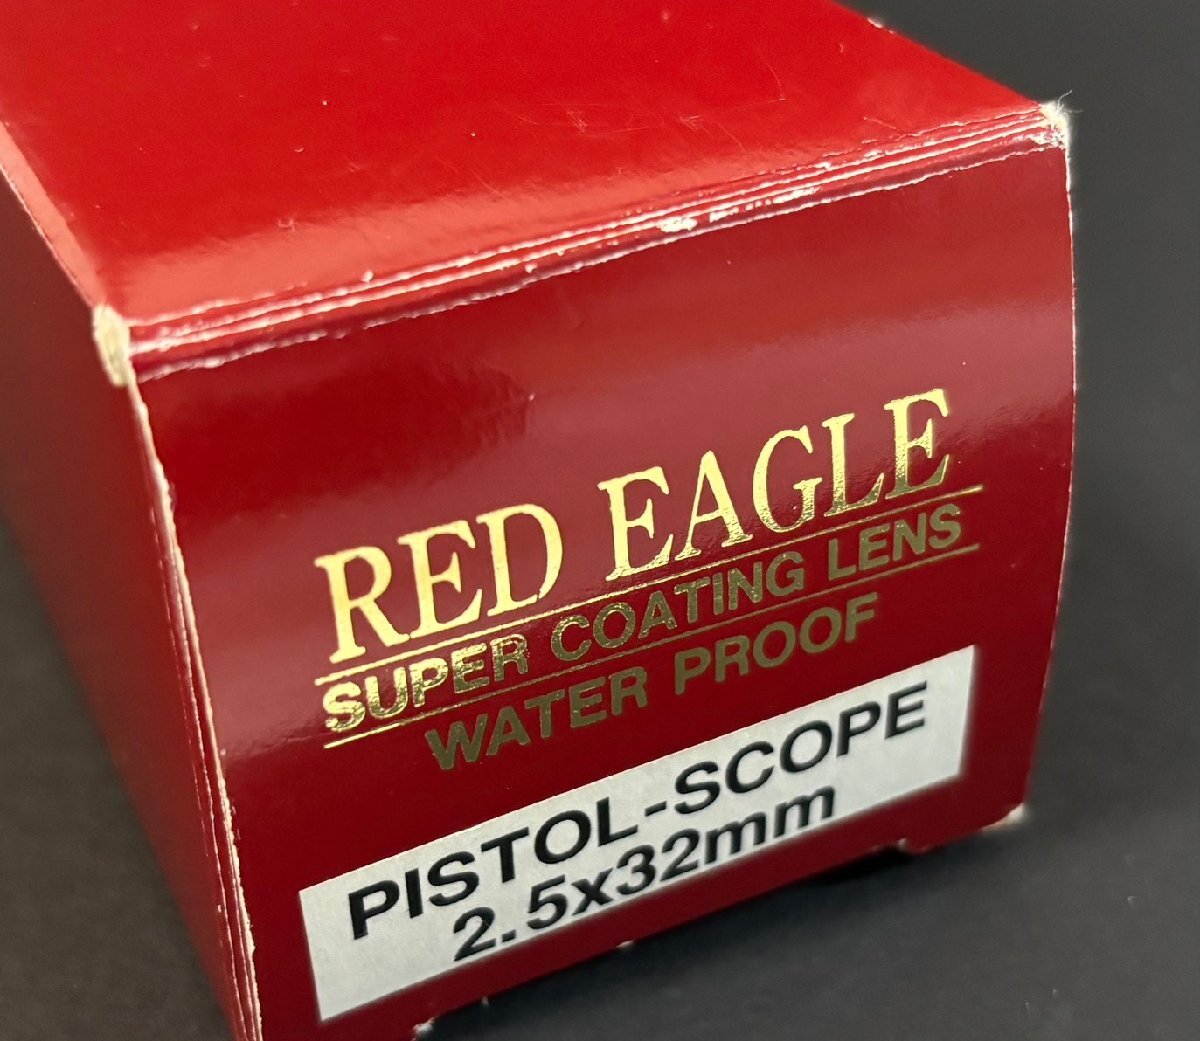 RED EAGLE
SUPER COATING LENS
WATER PROOF
PISTOL-SCOPE
2.5x32mm